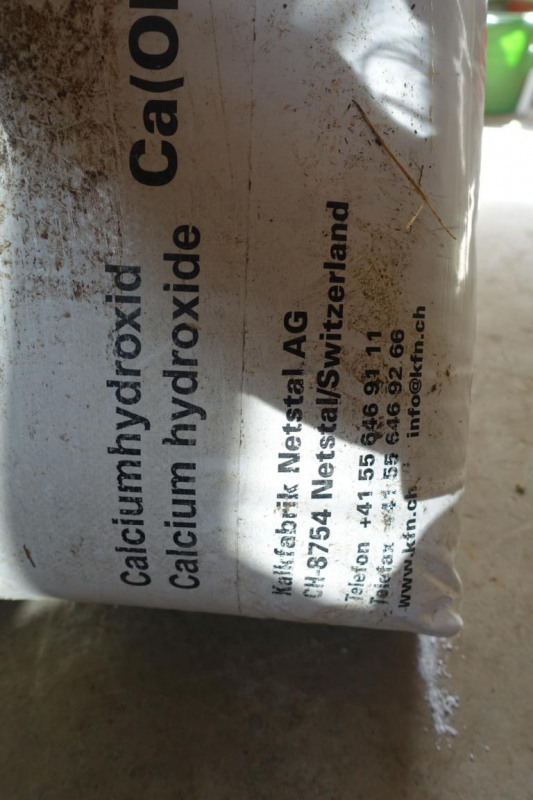 Calciumhydroxid
Calcium hydroxide Ca(O
Kalkfabrik Netstal AG
CH-8754 Netstal/Switzerland
Telefon +41 55 646 91 11
Telefax +41 55 646 92 66
www.kfn.ch info@kfn.ch